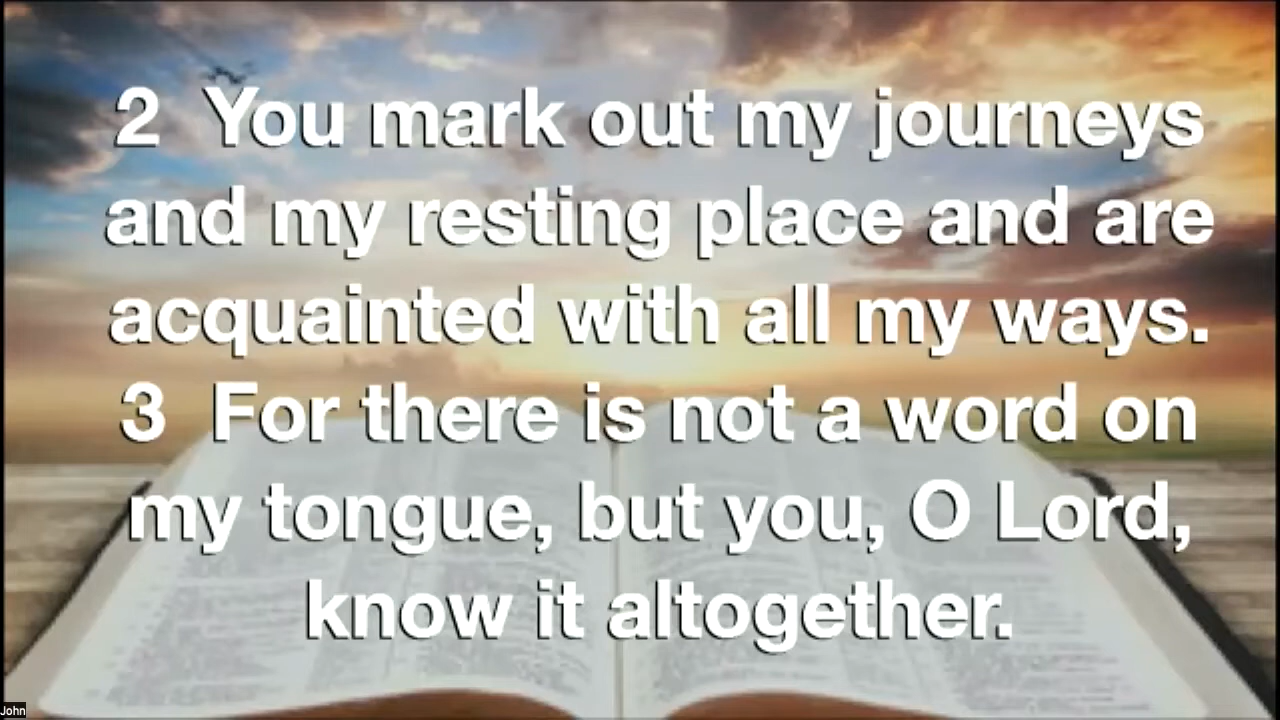 2  You mark out my journeys
and my resting place and are
acquainted with all my ways.
3  For there is not a word on
my tongue, but you, O Lord,
know it altogether.
John